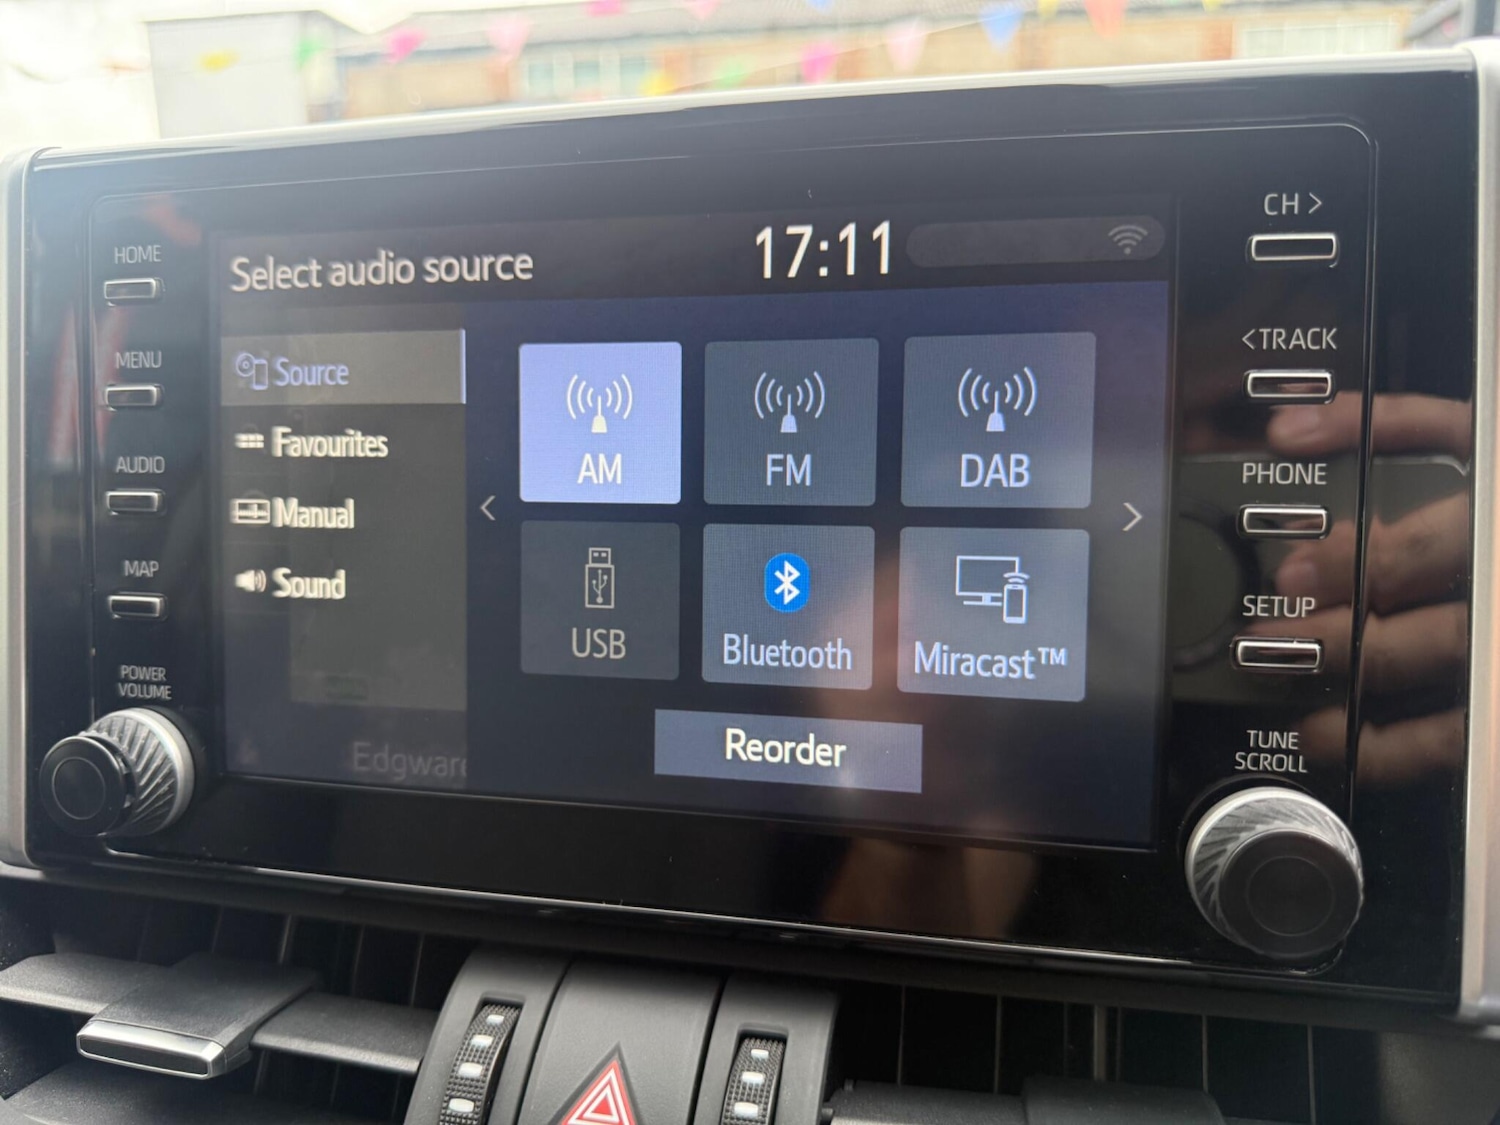 HOME
MENU
AUDIO
MAP
POWER
VOLUME
Select audio source
17:11
Source
Favourites
Manual
Sound
AM
FM
DAB
USB
Bluetooth
Miracast™
Reorder
CH >
<TRACK
PHONE
SETUP
TUNE
SCROLL